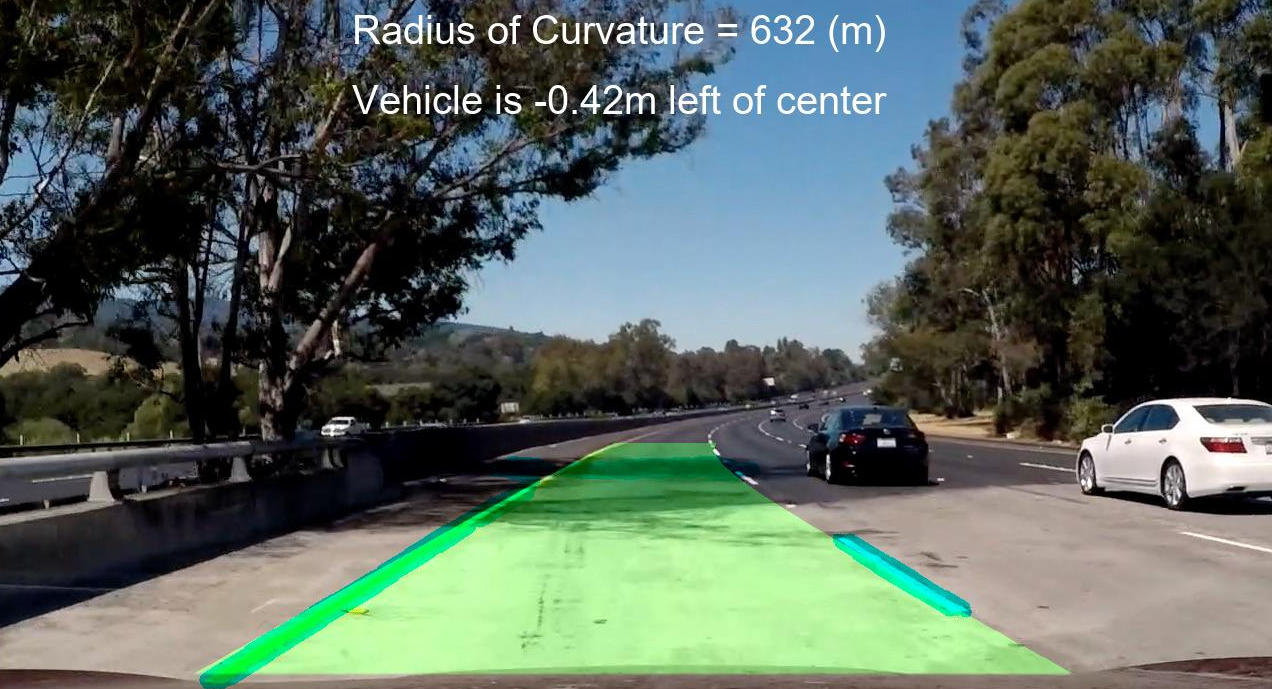 Radius of Curvature = 632 (m)
Vehicle is -0.42m left of center